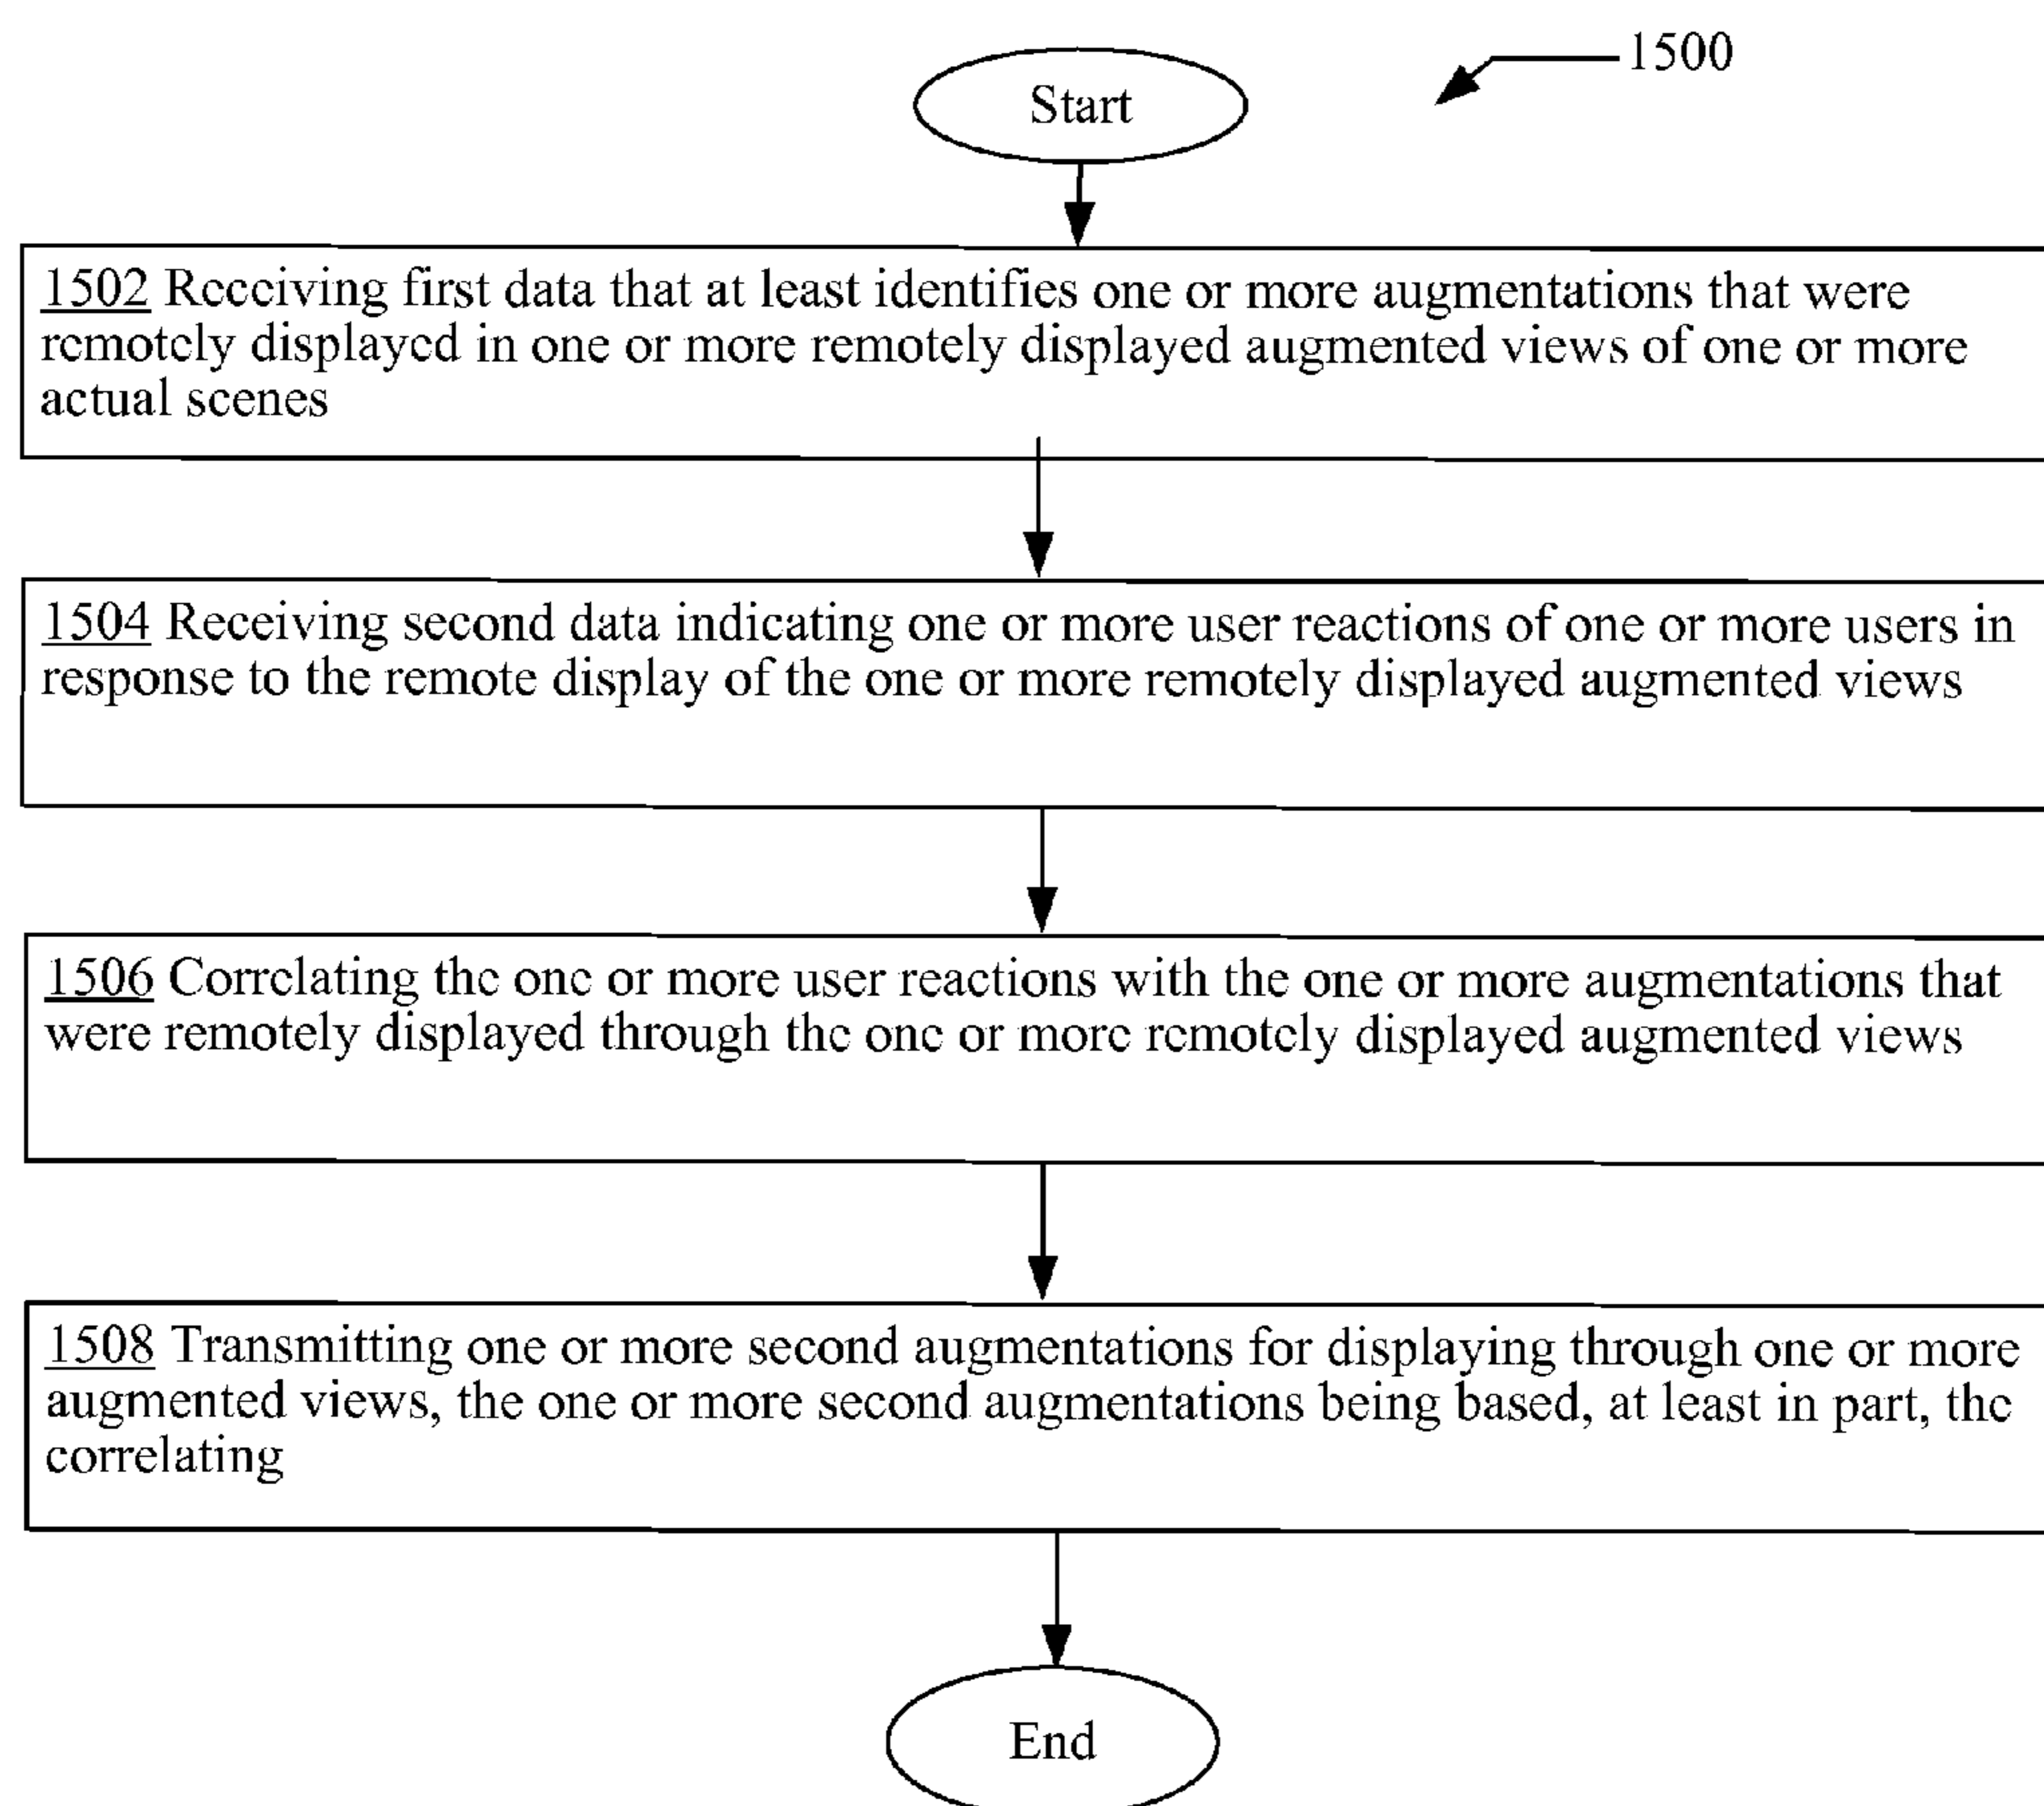 1500
Start
1502 Receiving first data that at least identifies one or more augmentations that were
remotely displayed in one or more remotely displayed augmented views of one or more
actual scenes
1504 Receiving second data indicating one or more user reactions of one or more users in
response to the remote display of the one or more remotely displayed augmented views
1506 Correlating the one or more user reactions with the one or more augmentations that
were remotely displayed through the one or more remotely displayed augmented views
1508 Transmitting one or more second augmentations for displaying through one or more
augmented views, the one or more second augmentations being based, at least in part, the
correlating
End